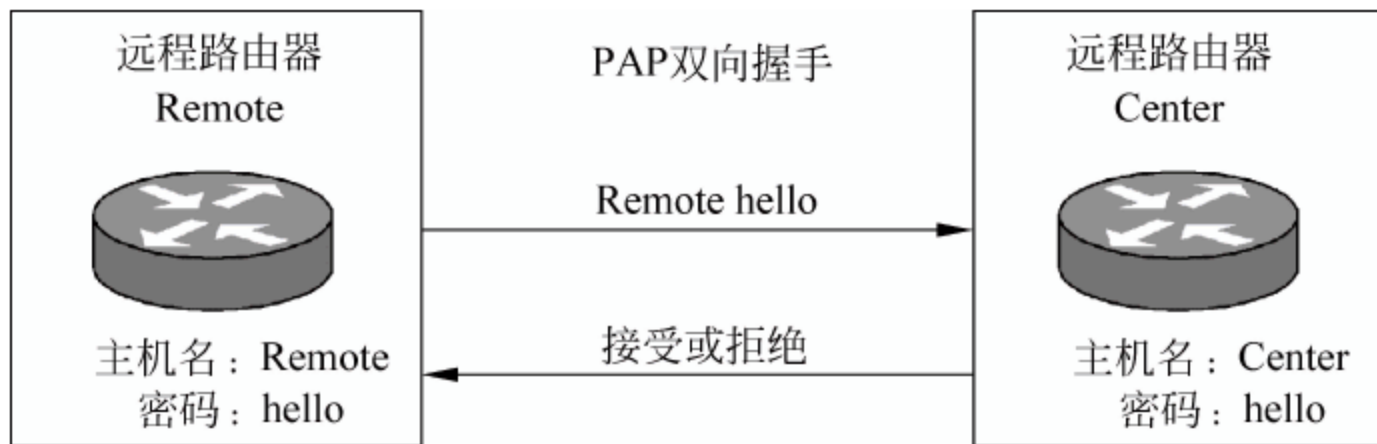 远程路由器
Remote
主机名：Remote
密码：hello
PAP双向握手
Remote hello
接受或拒绝
远程路由器
Center
主机名：Center
密码：hello